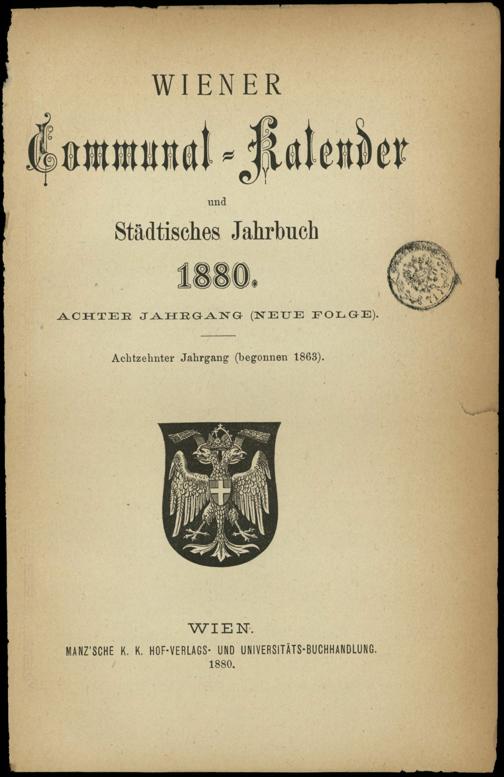 WIENER
Communal-Kalender
und
Städtisches Jahrbuch
1880.
ACHTER JAHRGANG (NEUE FOLGE).
Achtzehnter Jahrgang (begonnen 1863).
WIEN.
MANZ'SCHE K. K. HOF-VERLAGS- UND UNIVERSITÄTS-BUCHHANDLUNG.
1880.